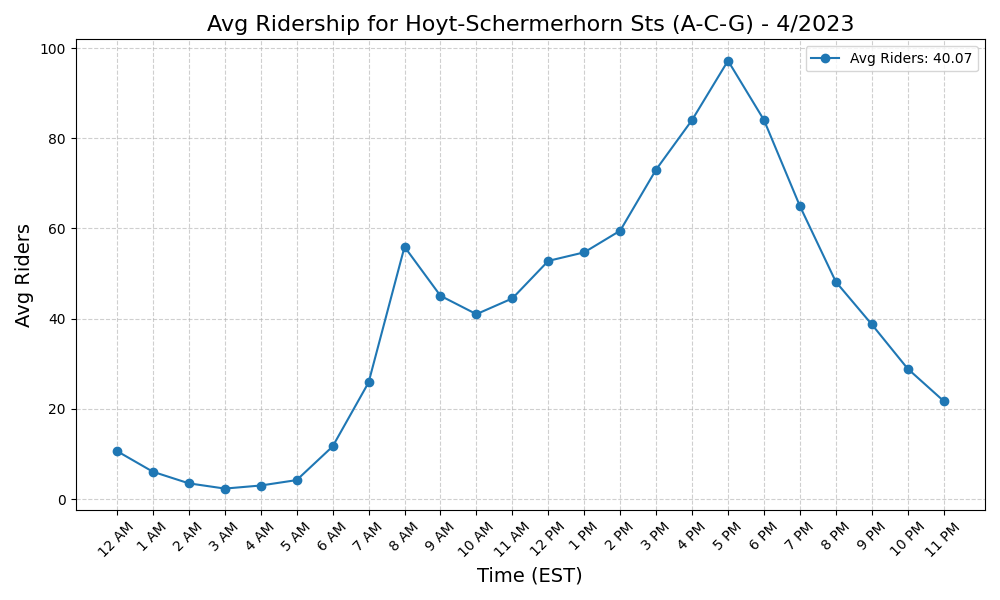 Avg Ridership for Hoyt-Schermerhorn Sts (A-C-G) - 4/2023
Avg Riders: 40.07
100
80
60
40
20
0
Avg Riders
12 AM
1 AM
2 AM
3 AM
4 AM
5 AM
6 AM
7 AM
8 AM
9 AM
10 AM
11 AM
12 PM
1 PM
2 PM
3 PM
4 PM
5 PM
6 PM
7 PM
8 PM
9 PM
10 PM
11 PM
Time (EST)